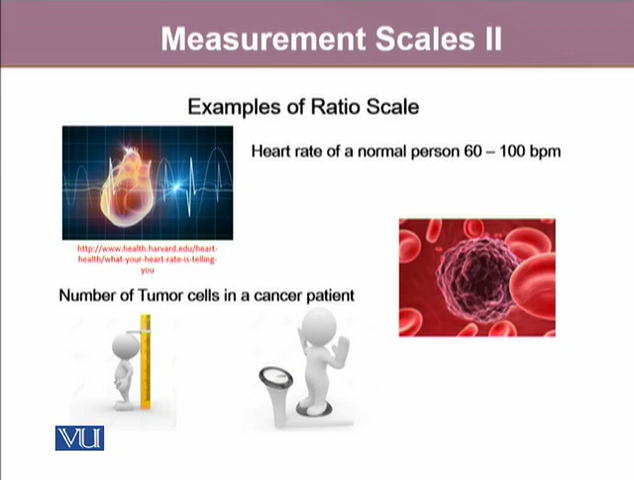 Measurement Scales II
Examples of Ratio Scale
Heart rate of a normal person 60 – 100 bpm
http://www.health.harvard.edu/heart-
health/what-your-heart-rate-is-telling-
you
Number of Tumor cells in a cancer patient
VU